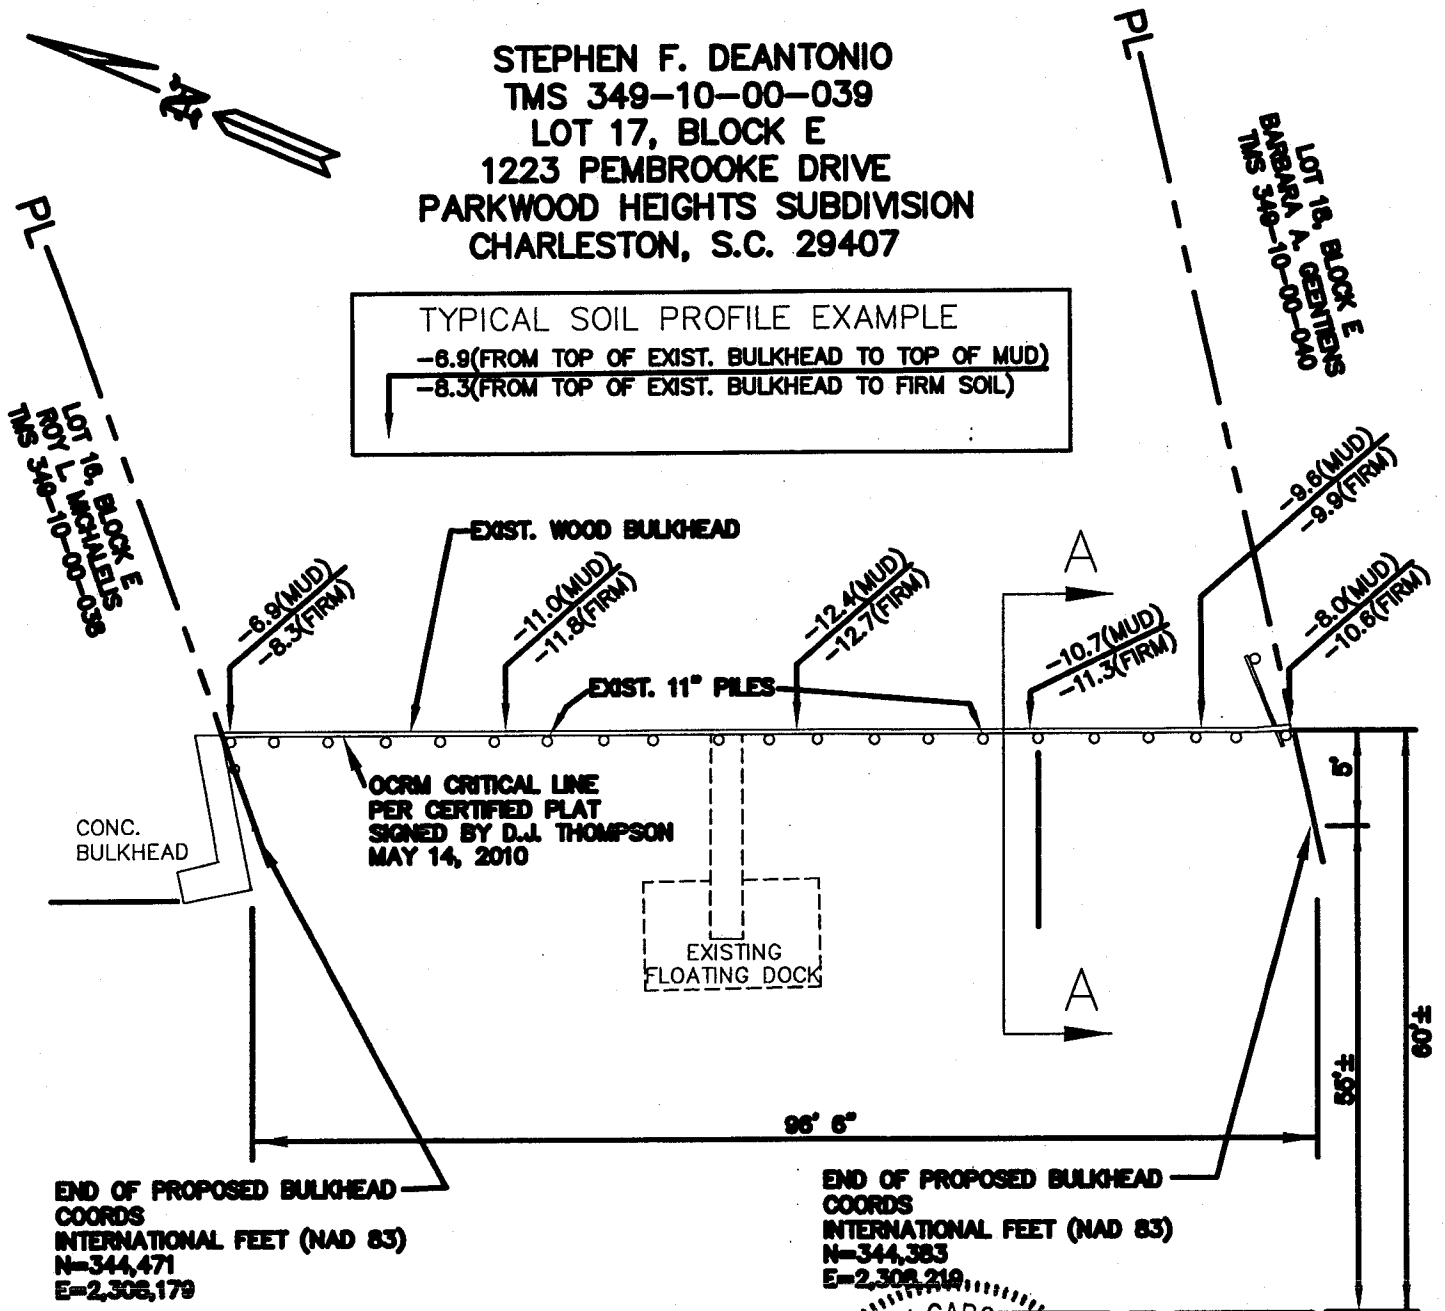 STEPHEN F. DEANTONIO
TMS 349-10-00-039
LOT 17, BLOCK E
1223 PEMBROOKE DRIVE
PARKWOOD HEIGHTS SUBDIVISION
CHARLESTON, S.C. 29407
N
PL
PL
TYPICAL SOIL PROFILE EXAMPLE
-6.9(FROM TOP OF EXIST. BULKHEAD TO TOP OF MUD)
-8.3(FROM TOP OF EXIST. BULKHEAD TO FIRM SOIL)
LOT 18, BLOCK E
BARBARA A. GEENTIENS
TMS 349-10-00-040
LOT 16, BLOCK E
ROY L. MICHALELIS
TMS 349-10-00-038
EXIST. WOOD BULKHEAD
-6.9(MUD)
-8.3(FIRM)
-11.0(MUD)
-11.8(FIRM)
-12.4(MUD)
-12.7(FIRM)
A
-10.7(MUD)
-11.3(FIRM)
-9.6(MUD)
-9.9(FIRM)
-8.0(MUD)
-10.6(FIRM)
EXIST. 11" PILES
OCRM CRITICAL LINE
PER CERTIFIED PLAT
SIGNED BY D.J. THOMPSON
MAY 14, 2010
CONC.
BULKHEAD
EXISTING
FLOATING DOCK
A
5'
55'±
60'±
96' 6"
END OF PROPOSED BULKHEAD
COORDS
INTERNATIONAL FEET (NAD 83)
N=344,471
E=2,306,179
END OF PROPOSED BULKHEAD
COORDS
INTERNATIONAL FEET (NAD 83)
N=344,383
E=2,306,219